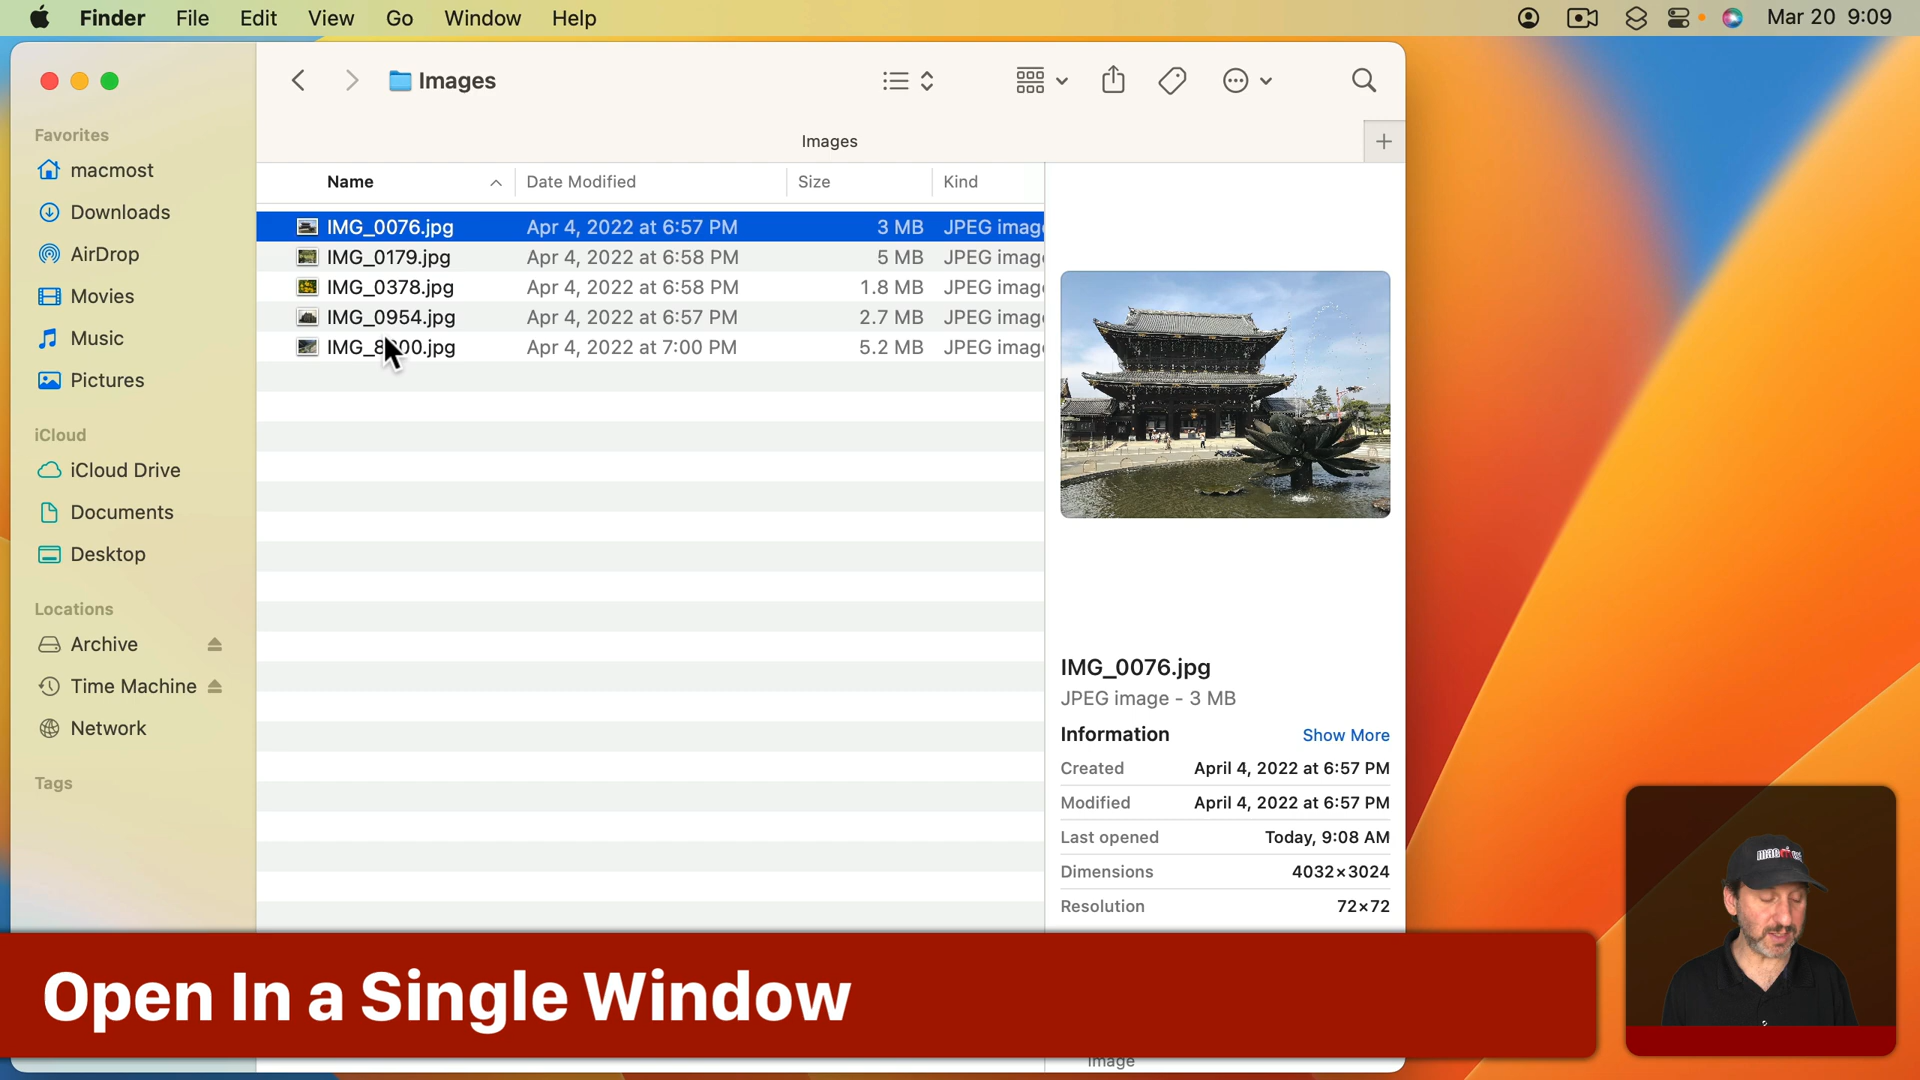 Finder File Edit View Go Window Help Mar 20 9:09
Images
Images
Favorites
macmost
Downloads
AirDrop
Movies
Music
Pictures
iCloud
iCloud Drive
Documents
Desktop
Locations
Archive
Time Machine
Network
Tags
Name Date Modified Size Kind
IMG_0076.jpg Apr 4, 2022 at 6:57 PM 3 MB JPEG imag
IMG_0179.jpg Apr 4, 2022 at 6:58 PM 5 MB JPEG imag
IMG_0378.jpg Apr 4, 2022 at 6:58 PM 1.8 MB JPEG imag
IMG_0954.jpg Apr 4, 2022 at 6:57 PM 2.7 MB JPEG imag
Apr 4, 2022 at 7:00 PM 5.2 MB JPEG imag
IMG_0076.jpg
JPEG image - 3 MB
Information Show More
Created April 4, 2022 at 6:57 PM
Modified April 4, 2022 at 6:57 PM
Last opened Today, 9:08 AM
Dimensions 4032×3024
Resolution 72×72
Open In a Single Window
Image